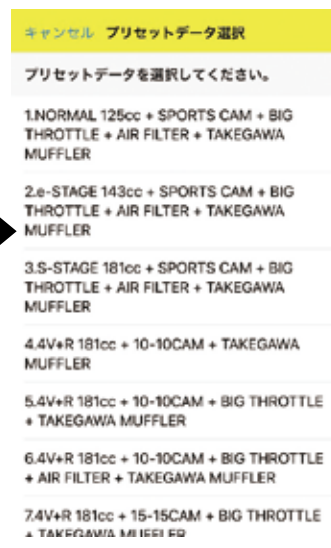 キャンセル プリセットデータ選択
プリセットデータを選択してください。
1.NORMAL 125cc + SPORTS CAM + BIG
THROTTLE + AIR FILTER + TAKEGAWA
MUFFLER
2.e-STAGE 143cc + SPORTS CAM + BIG
THROTTLE + AIR FILTER + TAKEGAWA
MUFFLER
3.S-STAGE 181cc + SPORTS CAM + BIG
THROTTLE + AIR FILTER + TAKEGAWA
MUFFLER
4.4V+R 181cc + 10-10CAM + TAKEGAWA
MUFFLER
5.4V+R 181cc + 10-10CAM + BIG THROTTLE
+ TAKEGAWA MUFFLER
6.4V+R 181cc + 10-10CAM + BIG THROTTLE
+ AIR FILTER + TAKEGAWA MUFFLER
7.4V+R 181cc + 15-15CAM + BIG THROTTLE
+ TAKEGAWA MUFFLER